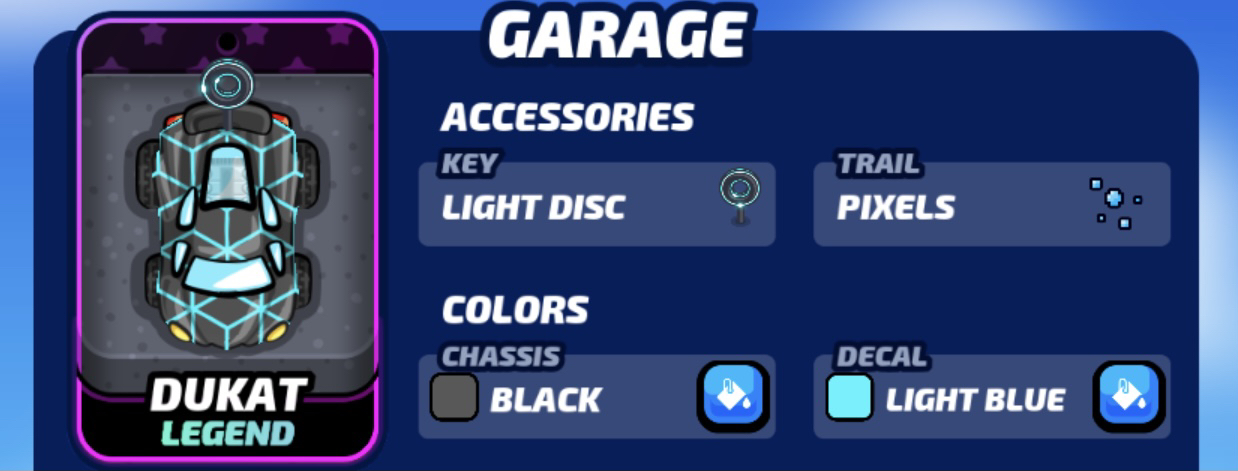 GARAGE
ACCESSORIES
KEY
LIGHT DISC
TRAIL
PIXELS
COLORS
CHASSIS
BLACK
DECAL
LIGHT BLUE
DUKAT
LEGEND